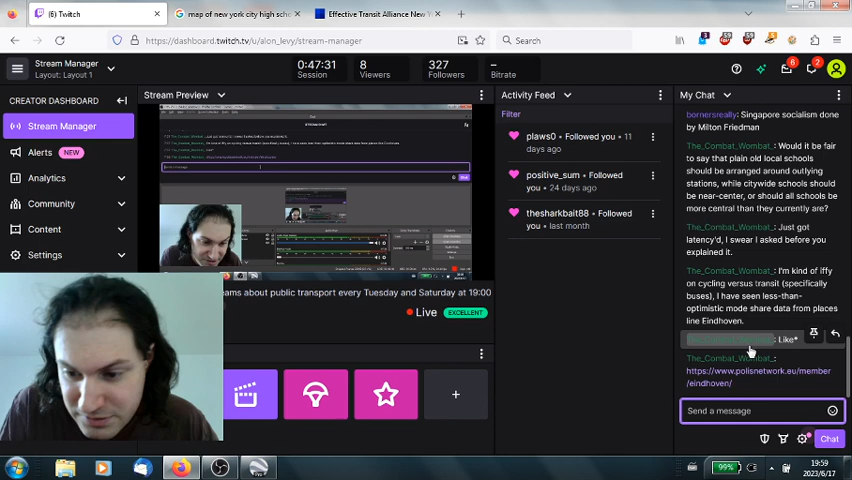 (6) Twitch
map of new york city high scho
Effective Transit Alliance New Y
https://dashboard.twitch.tv/u/alon_levy/stream-manager
Search
Stream Manager
Layout: Layout 1
0:47:31
Session
8
Viewers
327
Followers
–
Bitrate
6
2
CREATOR DASHBOARD
Stream Manager
Alerts NEW
Analytics
Community
Content
Settings
Stream Preview
eams about public transport every Tuesday and Saturday at 19:00
Live EXCELLENT
Activity Feed
Filter
plaws0 Followed
you • 11
days ago
positive_sum • Followed
you • 24 days ago
thesharkbait88 • Followed
you • last month
My Chat
bornersreally: Singapore socialism done
by Milton Friedman
The_Combat_Wombat_: Would it be fair
to say that plain old local schools
should be arranged around outlying
stations, while citywide schools should
be near-center, or should all schools be
more central than they currently are?
The_Combat_Wombat_: Just got
latency'd, I swear I asked before you
explained it.
The_Combat_Wombat_: I'm kind of iffy
on cycling versus transit (specifically
buses), I have seen less-than-
optimistic mode share data from places
line Eindhoven.
The_Combat_Wombat_: Like*
The_Combat_Wombat_:
https://www.polisnetwork.eu/member
/eindhoven/
Send a message
Chat
99%
19:59
2023/6/17